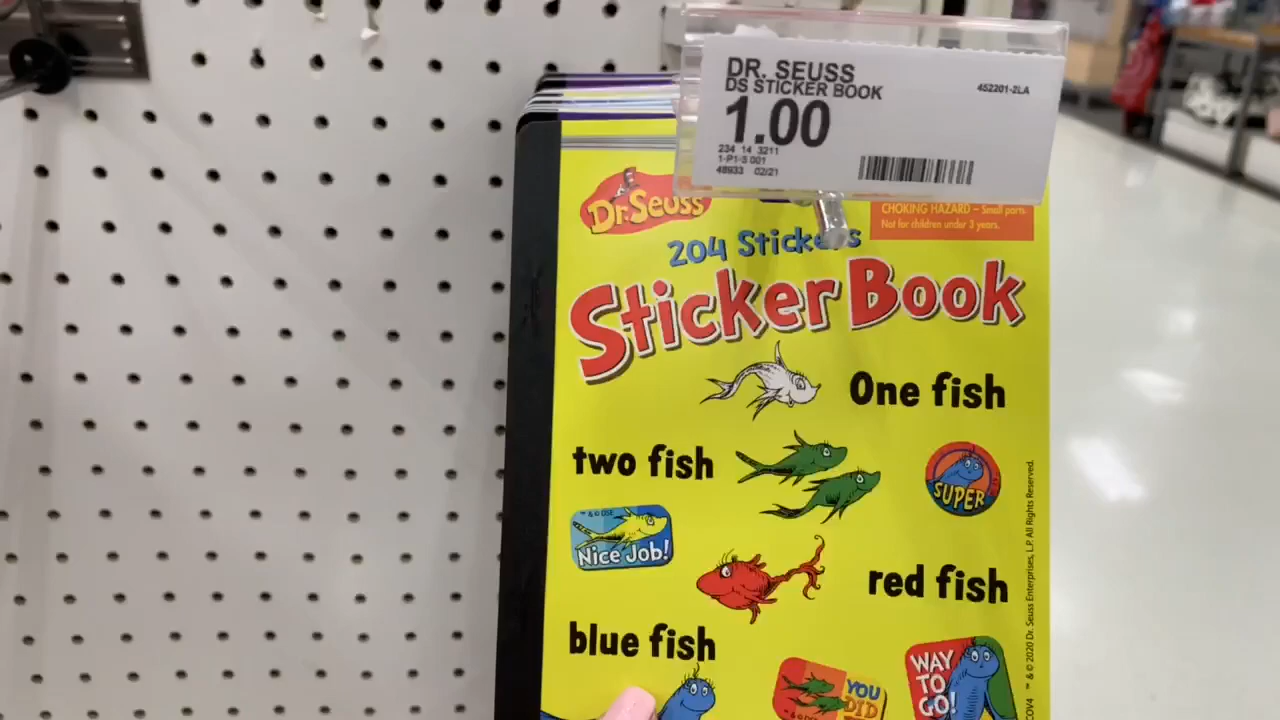 DR. SEUSS
DS STICKER BOOK
452201-2LA
1.00
234 14 3211
1-P1-S 001
48933 02/21
Dr. Seuss
CHOKING HAZARD – Small parts.
Not for children under 3 years.
204 Stickers
Sticker Book
One fish
two fish
SUPER
™ & © DSE
NICE JOB!
red fish
blue fish
WAY
TO
GO!
YOU
DID
™ & © 2020 Dr. Seuss Enterprises, L.P. All Rights Reserved.